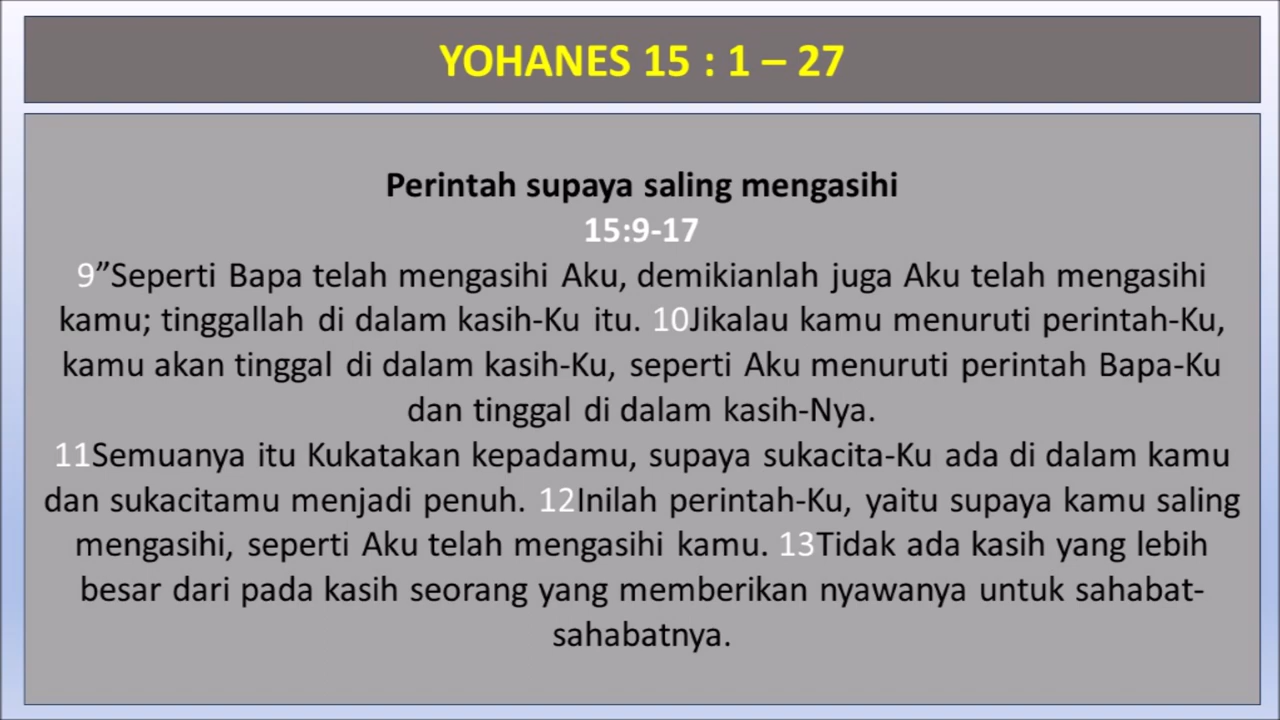 YOHANES 15 : 1 – 27
Perintah supaya saling mengasihi
15:9-17
9”Seperti Bapa telah mengasihi Aku, demikianlah juga Aku telah mengasihi
kamu; tinggallah di dalam kasih-Ku itu. 10Jikalau kamu menuruti perintah-Ku,
kamu akan tinggal di dalam kasih-Ku, seperti Aku menuruti perintah Bapa-Ku
dan tinggal di dalam kasih-Nya.
11Semuanya itu Kukatakan kepadamu, supaya sukacita-Ku ada di dalam kamu
dan sukacitamu menjadi penuh. 12Inilah perintah-Ku, yaitu supaya kamu saling
mengasihi, seperti Aku telah mengasihi kamu. 13Tidak ada kasih yang lebih
besar dari pada kasih seorang yang memberikan nyawanya untuk sahabat-
sahabatnya.